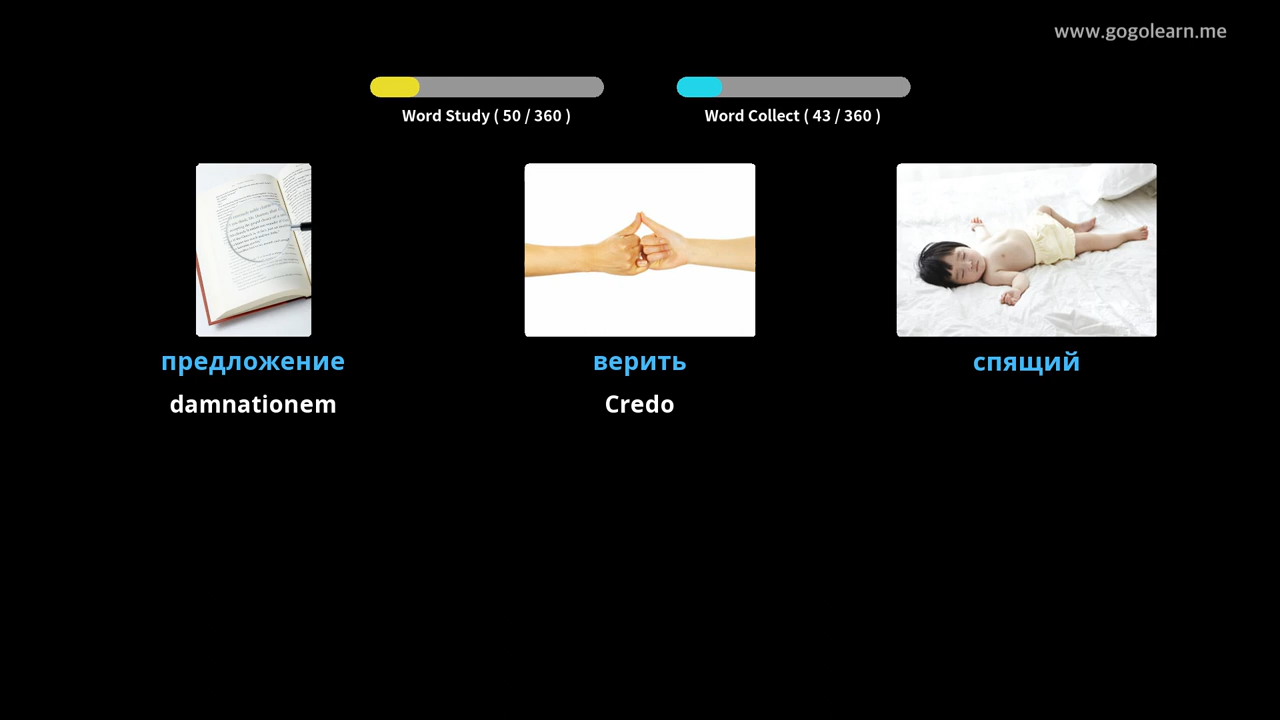 www.gogolearn.me
Word Study ( 50 / 360 )
Word Collect ( 43 / 360 )
предложение
верить
спящий
damnationem
Credo